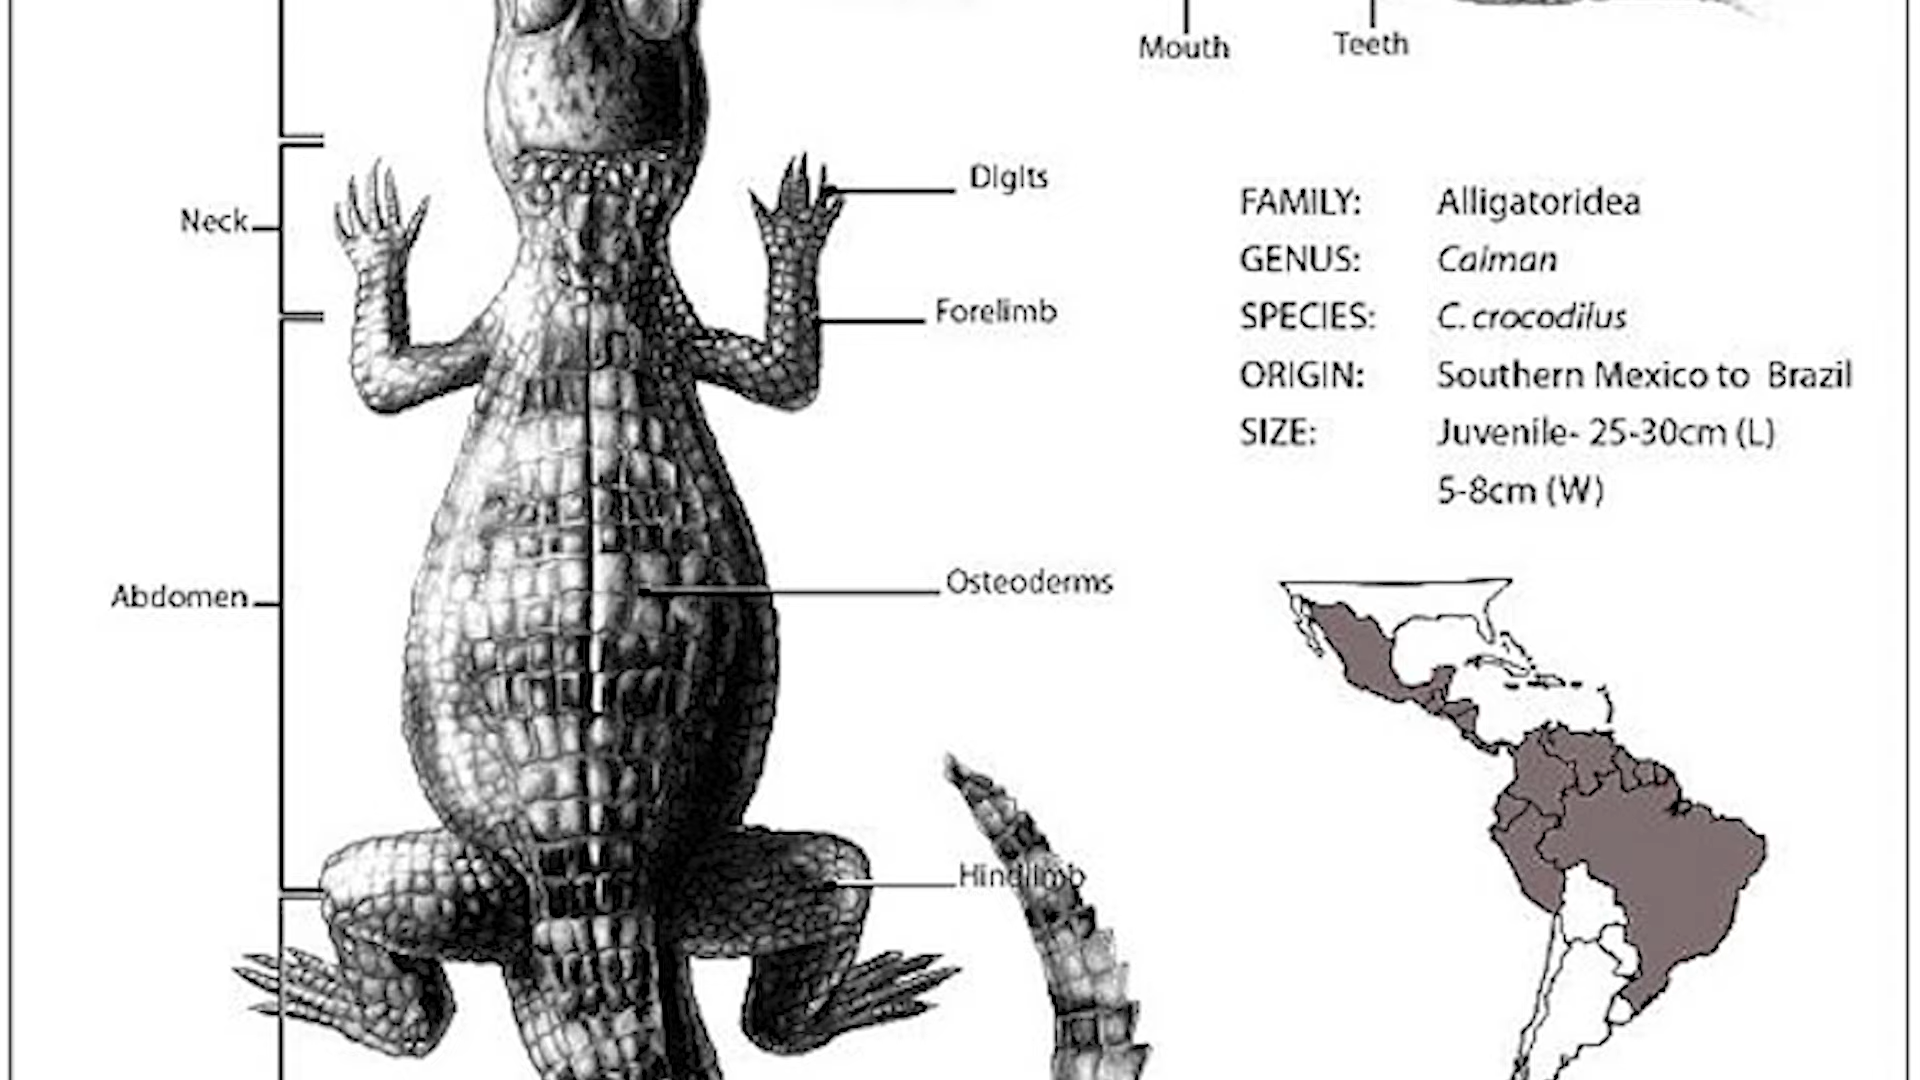 Mouth
Teeth
Neck
Digits
Forelimb
FAMILY: Alligatoridea
GENUS: Caiman
SPECIES: C. crocodilus
ORIGIN: Southern Mexico to Brazil
SIZE: Juvenile- 25-30cm (L)
5-8cm (W)
Abdomen
Osteoderms
Hindlimb